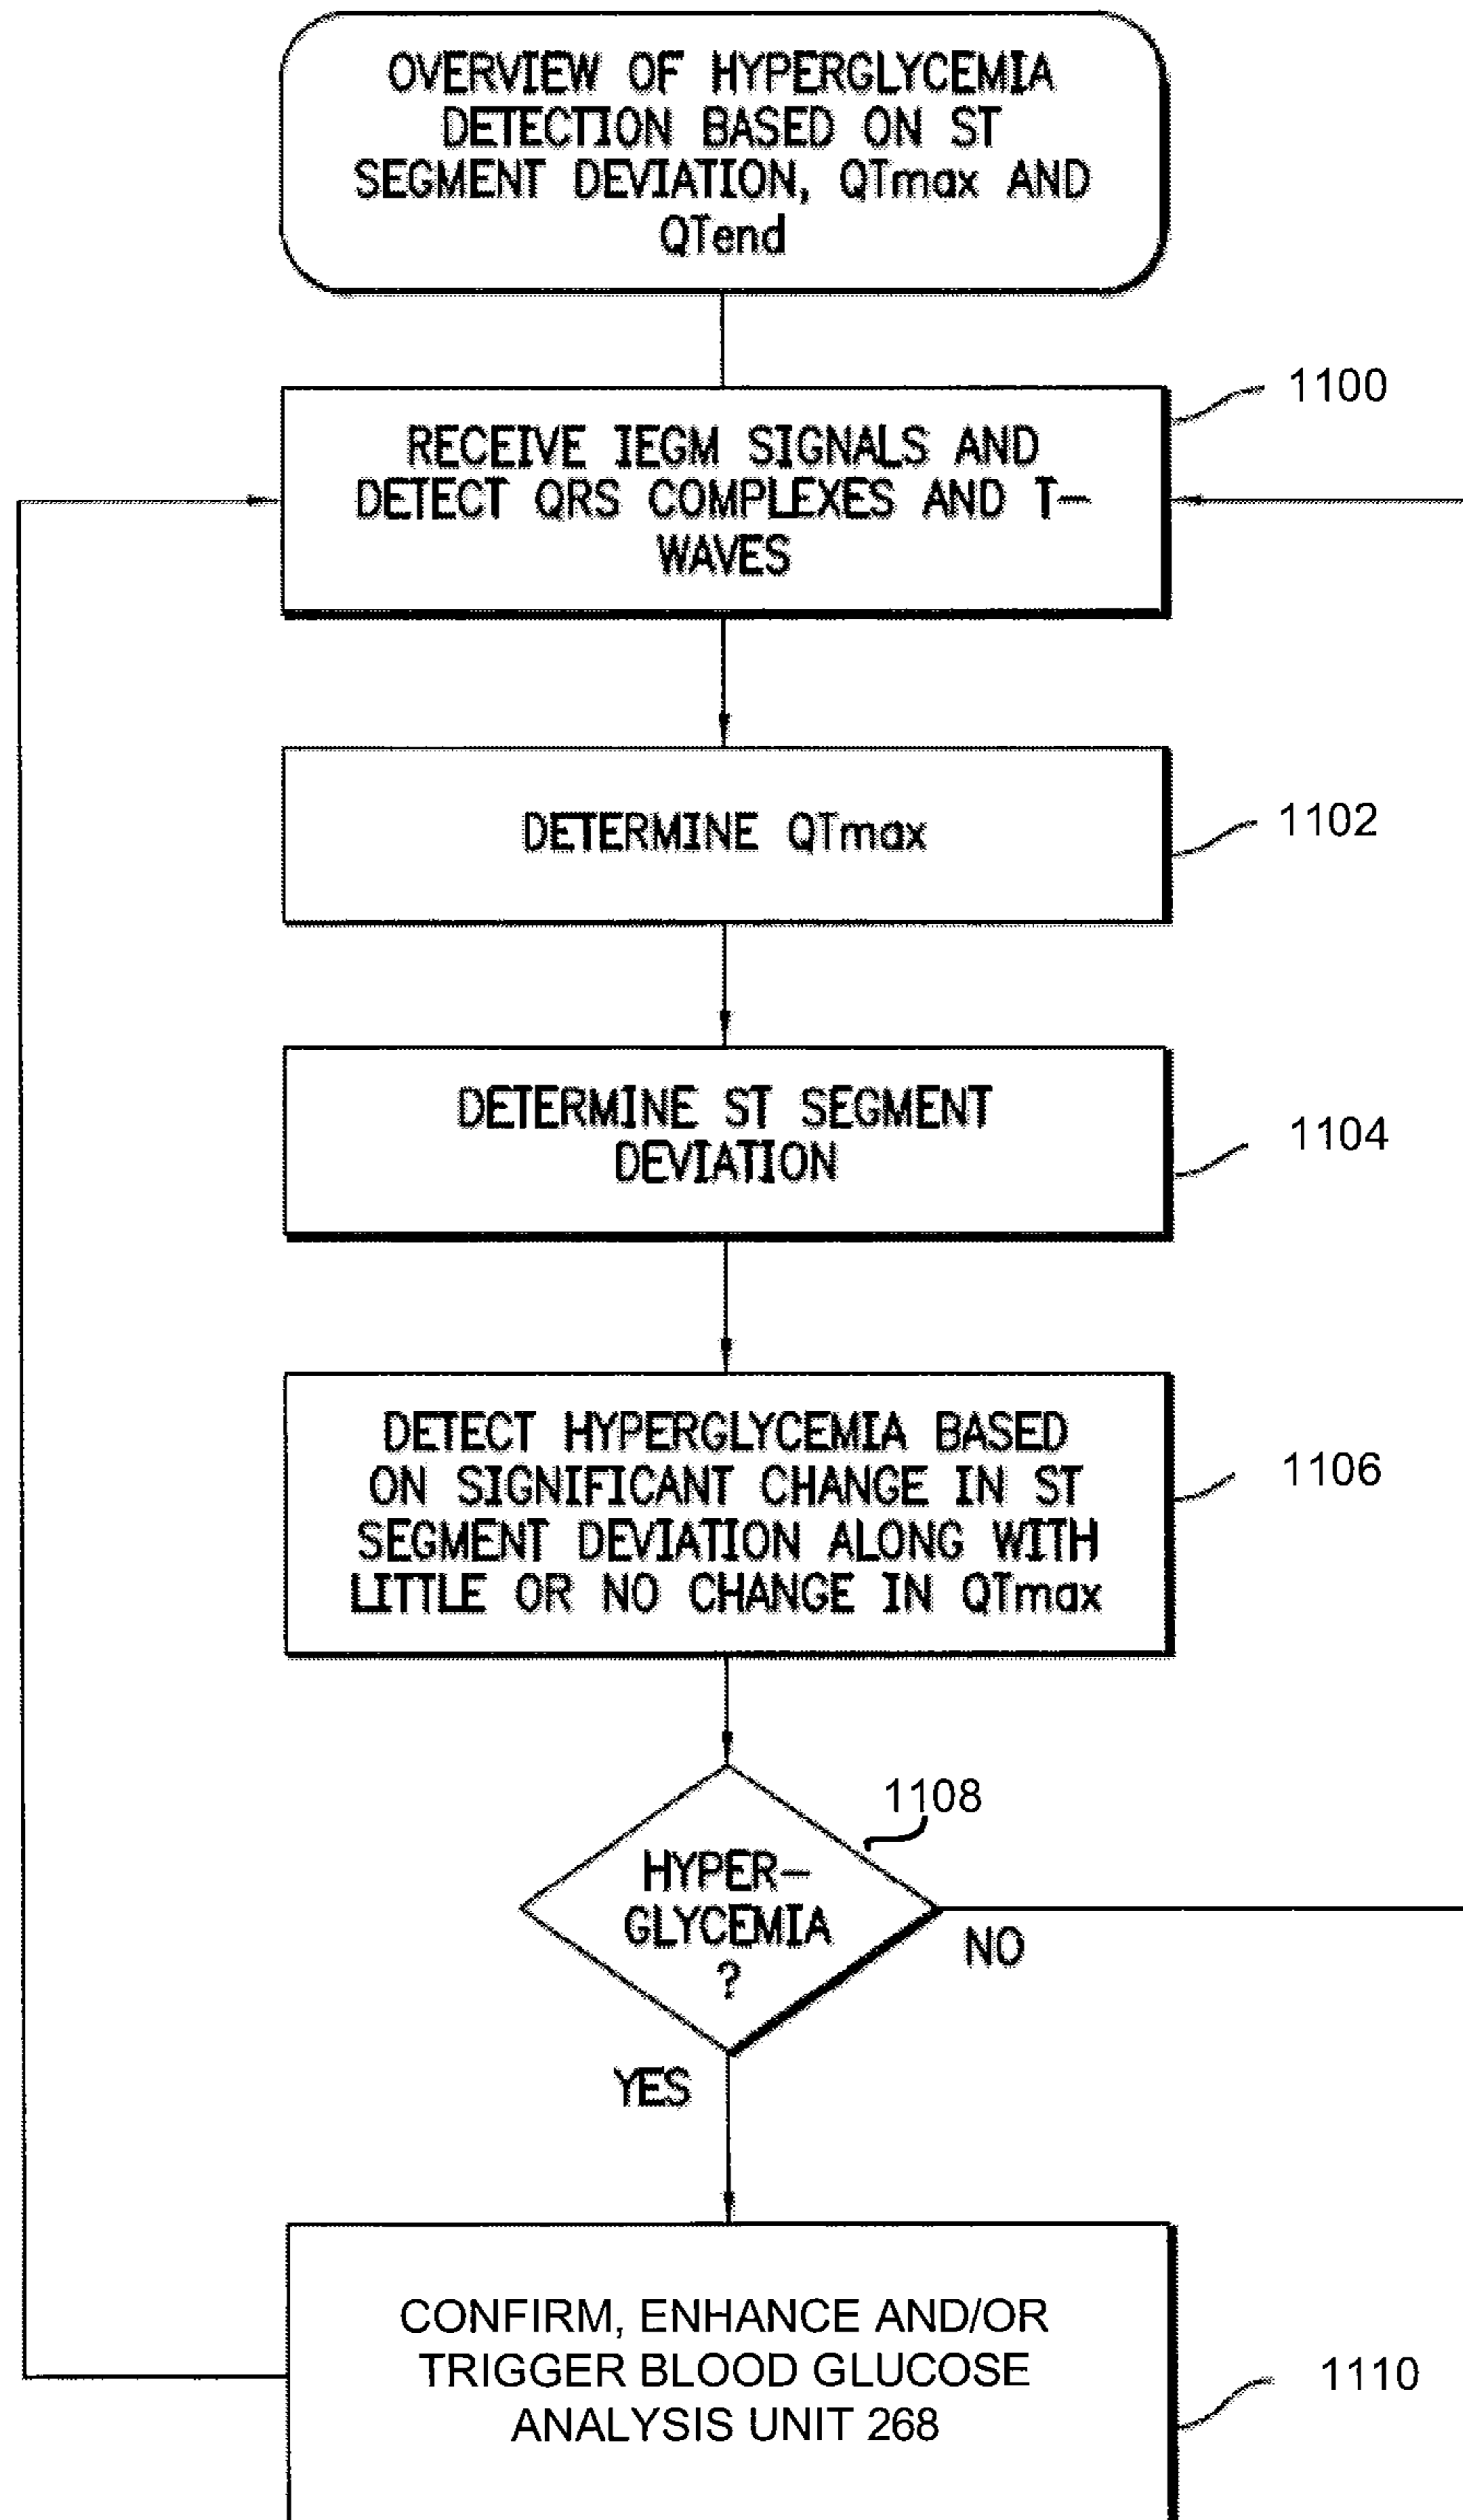 OVERVIEW OF HYPERGLYCEMIA
DETECTION BASED ON ST
SEGMENT DEVIATION, QTmax AND
QTend
1100
RECEIVE IEGM SIGNALS AND
DETECT QRS COMPLEXES AND T-
WAVES
1102
DETERMINE QTmax
DETERMINE ST SEGMENT
DEVIATION
1104
DETECT HYPERGLYCEMIA BASED
ON SIGNIFICANT CHANGE IN ST
SEGMENT DEVIATION ALONG WITH
LITTLE OR NO CHANGE IN QTmax
1106
1108
HYPER-
GLYCEMIA
?
NO
YES
CONFIRM, ENHANCE AND/OR
TRIGGER BLOOD GLUCOSE
ANALYSIS UNIT 268
1110